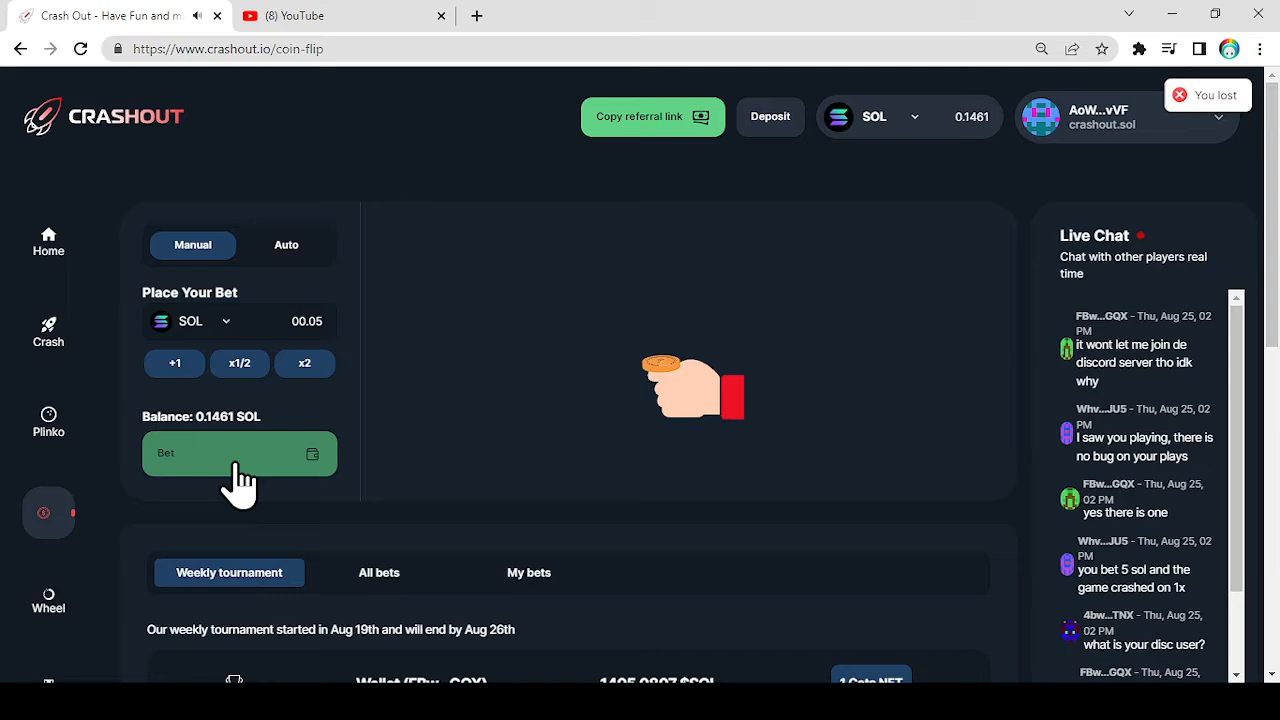 Crash Out - Have Fun and m
(8) YouTube
https://www.crashout.io/coin-flip
You lost
CRASHOUT
Copy referral link
Deposit
SOL
0.1461
AoW...vVF
crashout.sol
Home
Crash
Plinko
Wheel
Manual
Auto
Place Your Bet
SOL
00.05
+1
x1/2
x2
Balance: 0.1461 SOL
Bet
Weekly tournament
All bets
My bets
Our weekly tournament started in Aug 19th and will end by Aug 26th
Wallet (FBw...GQX)
1405.0897 $SOL
Live Chat
Chat with other players real
time
FBw...GQX - Thu, Aug 25, 02
PM
it wont let me join de
discord server tho idk
why
Whv...JU5 - Thu, Aug 25, 02
PM
I saw you playing, there is
no bug on your plays
FBw...GQX - Thu, Aug 25,
02 PM
yes there is one
Whv...JU5 - Thu, Aug 25, 02
PM
you bet 5 sol and the
game crashed on 1x
4bw...TNX - Thu, Aug 25,
02 PM
what is your disc user?
FBw...GQX - Thu, Aug 25,